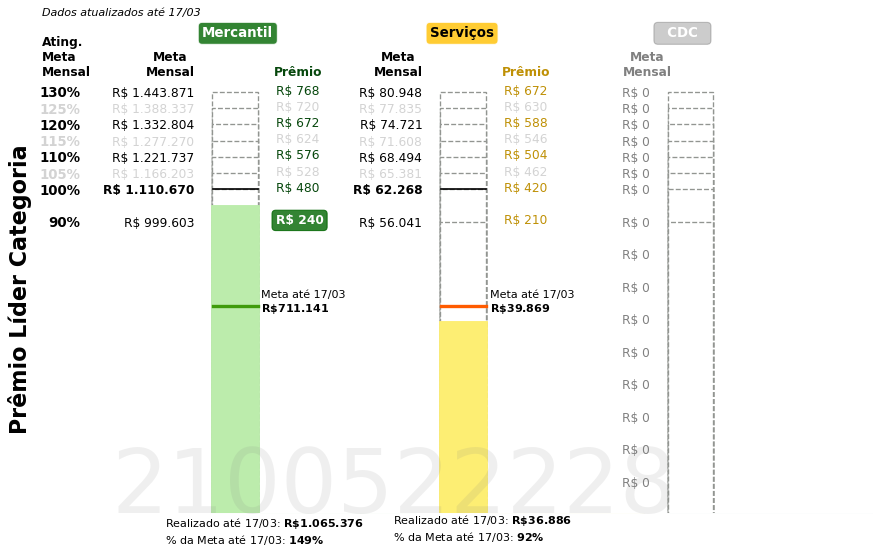 Dados atualizados até 17/03
Mercantil Serviços CDC
Ating.
Meta
Mensal
Meta
Mensal Prêmio
Meta
Mensal Prêmio
Meta
Mensal
130% R$ 1.443.871 R$ 768 R$ 80.948 R$ 672 R$ 0
125% R$ 1.388.337 R$ 720 R$ 77.835 R$ 630 R$ 0
120% R$ 1.332.804 R$ 672 R$ 74.721 R$ 588 R$ 0
115% R$ 1.277.270 R$ 624 R$ 71.608 R$ 546 R$ 0
110% R$ 1.221.737 R$ 576 R$ 68.494 R$ 504 R$ 0
105% R$ 1.166.203 R$ 528 R$ 65.381 R$ 462 R$ 0
100% R$ 1.110.670 R$ 480 R$ 62.268 R$ 420 R$ 0
90% R$ 999.603 R$ 240 R$ 56.041 R$ 210 R$ 0
R$ 0
R$ 0
R$ 0
R$ 0
R$ 0
R$ 0
R$ 0
R$ 0
Meta até 17/03
R$711.141
Meta até 17/03
R$39.869
Prêmio Líder Categoria
2100522228
Realizado até 17/03: R$1.065.376
% da Meta até 17/03: 149%
Realizado até 17/03: R$36.886
% da Meta até 17/03: 92%